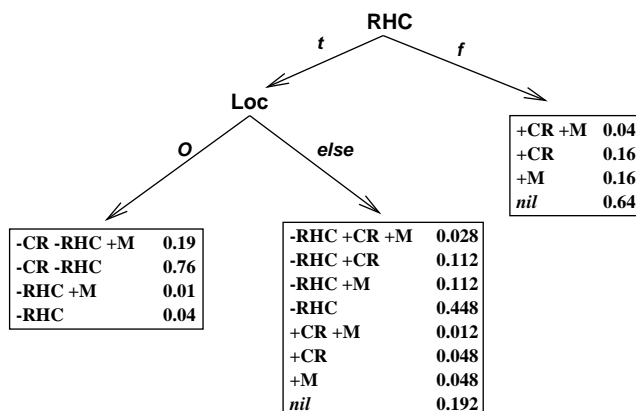 RHC
t
f
Loc
O
else
+CR +M 0.04
+CR 0.16
+M 0.16
nil 0.64
-CR -RHC +M 0.19
-CR -RHC 0.76
-RHC +M 0.01
-RHC 0.04
-RHC +CR +M 0.028
-RHC +CR 0.112
-RHC +M 0.112
-RHC 0.448
+CR +M 0.012
+CR 0.048
+M 0.048
nil 0.192